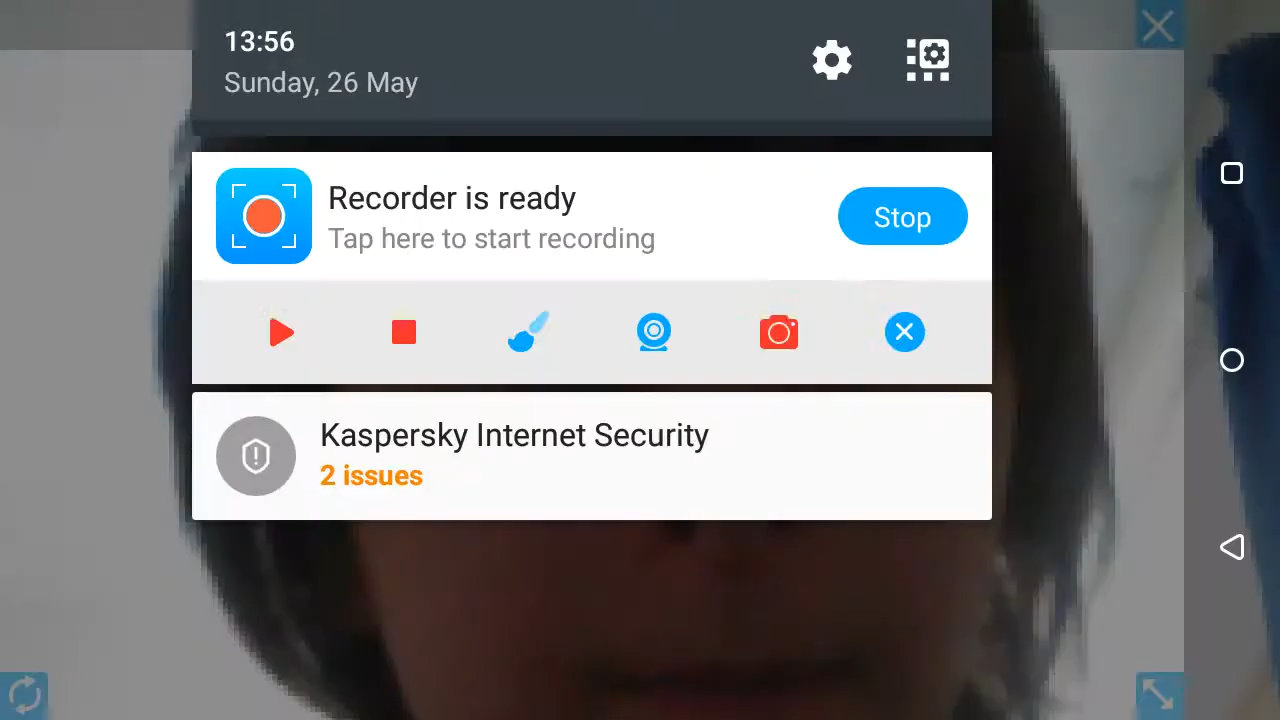 13:56
Sunday, 26 May
Recorder is ready
Tap here to start recording
Stop
Kaspersky Internet Security
2 issues